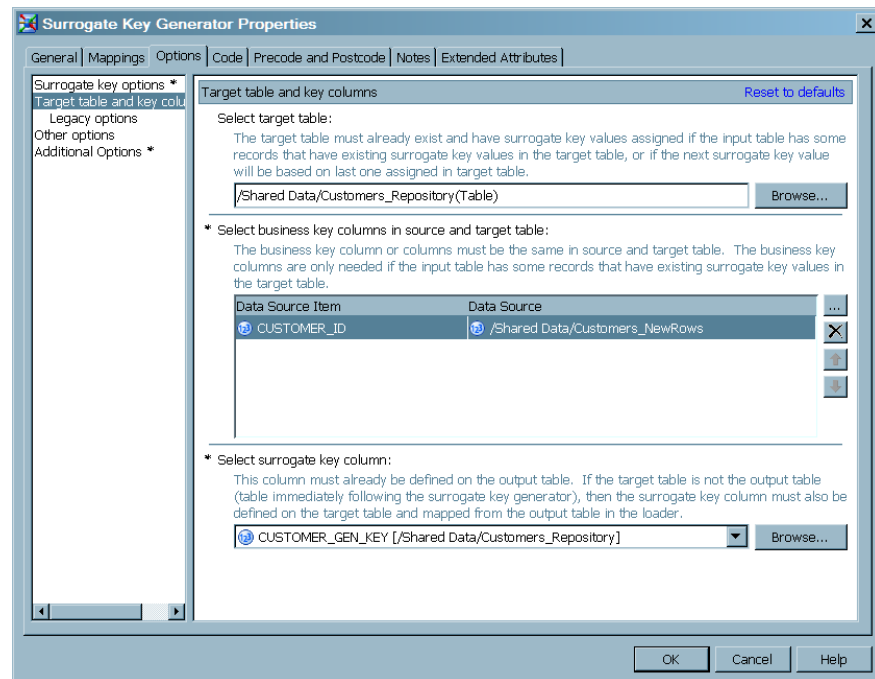 Surrogate Key Generator Properties
General Mappings Options Code Precode and Postcode Notes Extended Attributes
Surrogate key options *
Target table and key colu
Legacy options
Other options
Additional Options *
Target table and key columns Reset to defaults
Select target table:
The target table must already exist and have surrogate key values assigned if the input table has some
records that have existing surrogate key values in the target table, or if the next surrogate key value
will be based on last one assigned in target table.
/Shared Data/Customers_Repository(Table) Browse...
* Select business key columns in source and target table:
The business key column or columns must be the same in source and target table. The business key
columns are only needed if the input table has some records that have existing surrogate key values in
the target table.
Data Source Item Data Source ...
CUSTOMER_ID /Shared Data/Customers_NewRows
* Select surrogate key column:
This column must already be defined on the output table. If the target table is not the output table
(table immediately following the surrogate key generator), then the surrogate key column must also be
defined on the target table and mapped from the output table in the loader.
CUSTOMER_GEN_KEY [/Shared Data/Customers_Repository] Browse...
OK Cancel Help